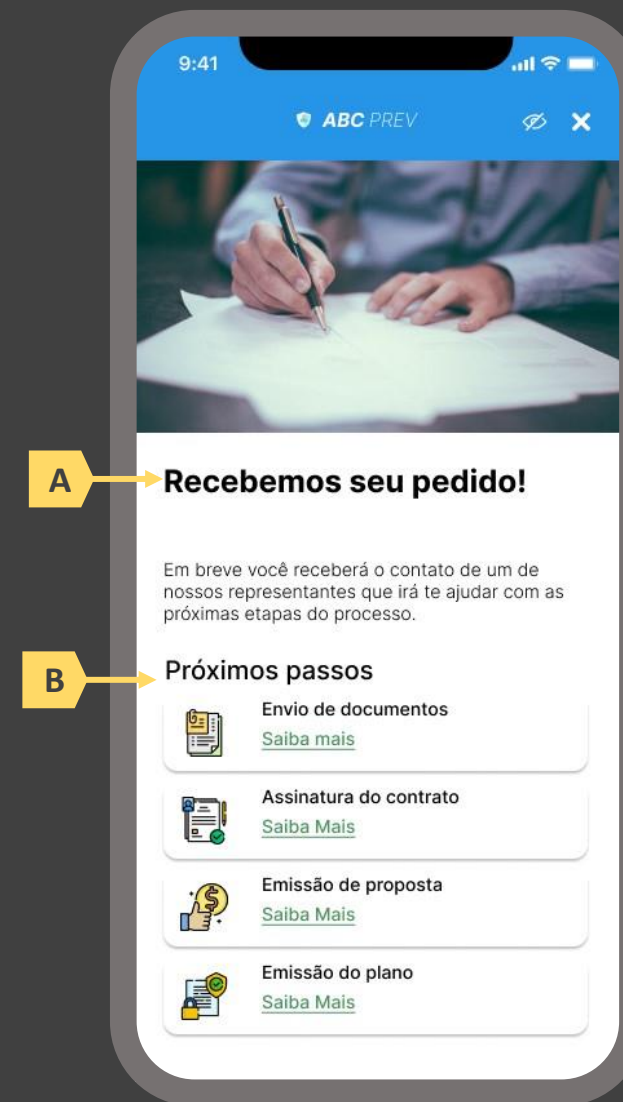 9:41
ABC PREV
A
Recebemos seu pedido!
Em breve você receberá o contato de um de
nossos representantes que irá te ajudar com as
próximas etapas do processo.
B
Próximos passos
Envio de documentos
Saiba mais
Assinatura do contrato
Saiba Mais
Emissão de proposta
Saiba Mais
Emissão do plano
Saiba Mais